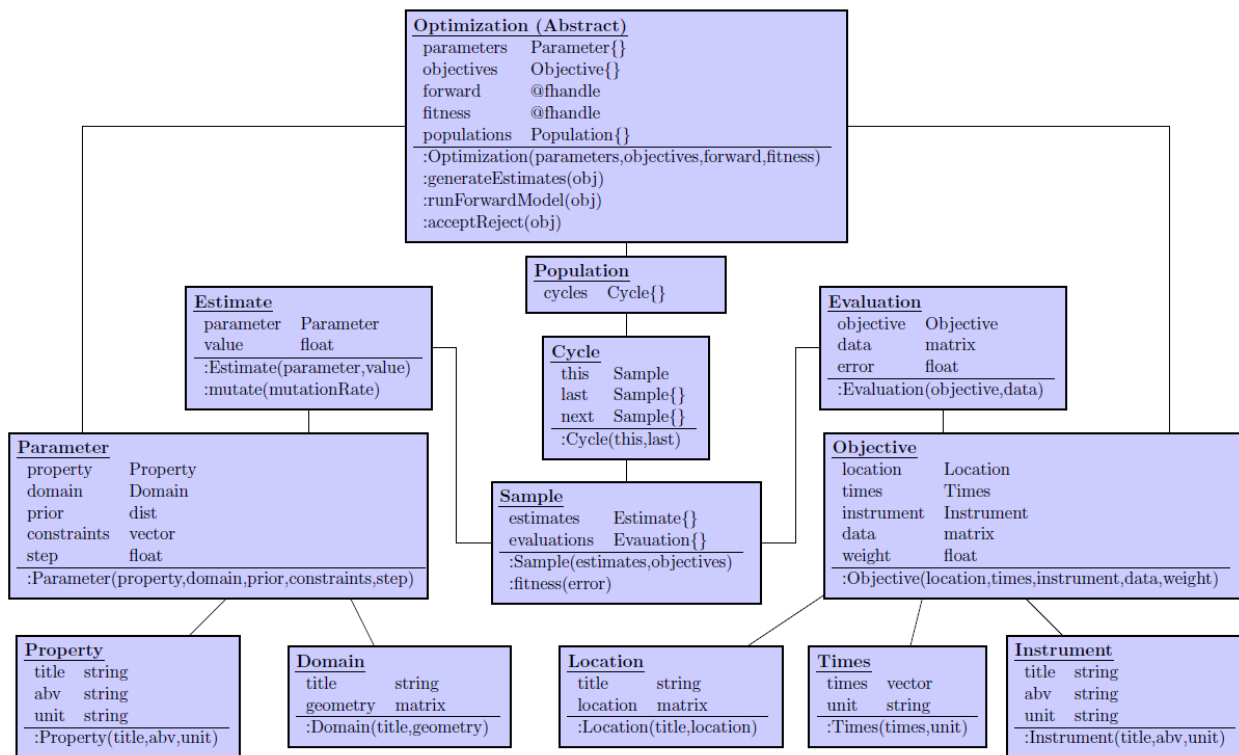 Optimization (Abstract)
parameters Parameter{}
objectives Objective{}
forward @fhandle
fitness @fhandle
populations Population{}
:Optimization(parameters,objectives,forward,fitness)
:generateEstimates(obj)
:runForwardModel(obj)
:acceptReject(obj)
Population
cycles Cycle{}
Estimate
parameter Parameter
value float
:Estimate(parameter,value)
:mutate(mutationRate)
Evaluation
objective Objective
data matrix
error float
:Evaluation(objective,data)
Cycle
this Sample
last Sample{}
next Sample{}
:Cycle(this,last)
Parameter
property Property
domain Domain
prior dist
constraints vector
step float
:Parameter(property,domain,prior,constraints,step)
Sample
estimates Estimate{}
evaluations Evauation{}
:Sample(estimates,objectives)
:fitness(error)
Objective
location Location
times Times
instrument Instrument
data matrix
weight float
:Objective(location,times,instrument,data,weight)
Property
title string
abv string
unit string
:Property(title,abv,unit)
Domain
title string
geometry matrix
:Domain(title,geometry)
Location
title string
location matrix
:Location(title,location)
Times
times vector
unit string
:Times(times,unit)
Instrument
title string
abv string
unit string
:Instrument(title,abv,unit)